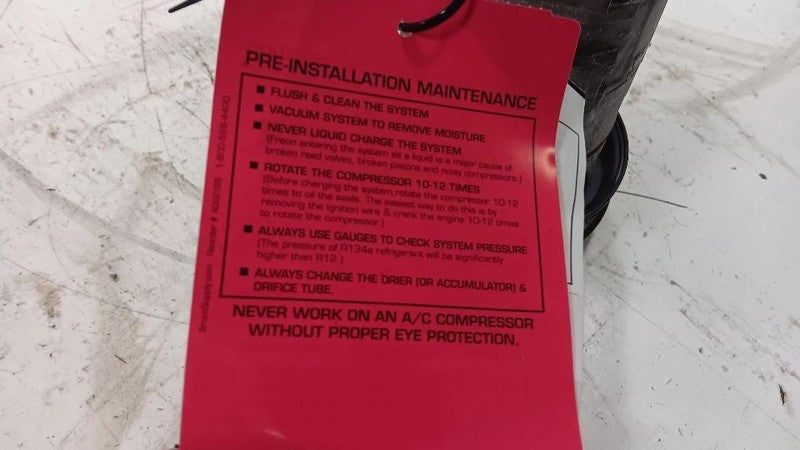 PRE-INSTALLATION MAINTENANCE
■ FLUSH & CLEAN THE SYSTEM
■ VACUUM SYSTEM TO REMOVE MOISTURE
■ NEVER LIQUID CHARGE THE SYSTEM
(Freon entering the system as a liquid is a major cause of
broken reed valves, broken pistons and noisy compressors.)
■ ROTATE THE COMPRESSOR 10-12 TIMES
(Before charging the system, rotate the compressor 10-12
times to oil the seals. The easiest way to do this is by
removing the ignition wire & crank the engine 10-12 times
to rotate the compressor.)
■ ALWAYS USE GAUGES TO CHECK SYSTEM PRESSURE
(The pressure of R134a refrigerant will be significantly
higher than R12.)
■ ALWAYS CHANGE THE DRIER (OR ACCUMULATOR) &
ORIFICE TUBE.
NEVER WORK ON AN A/C COMPRESSOR
WITHOUT PROPER EYE PROTECTION.
Reorder #